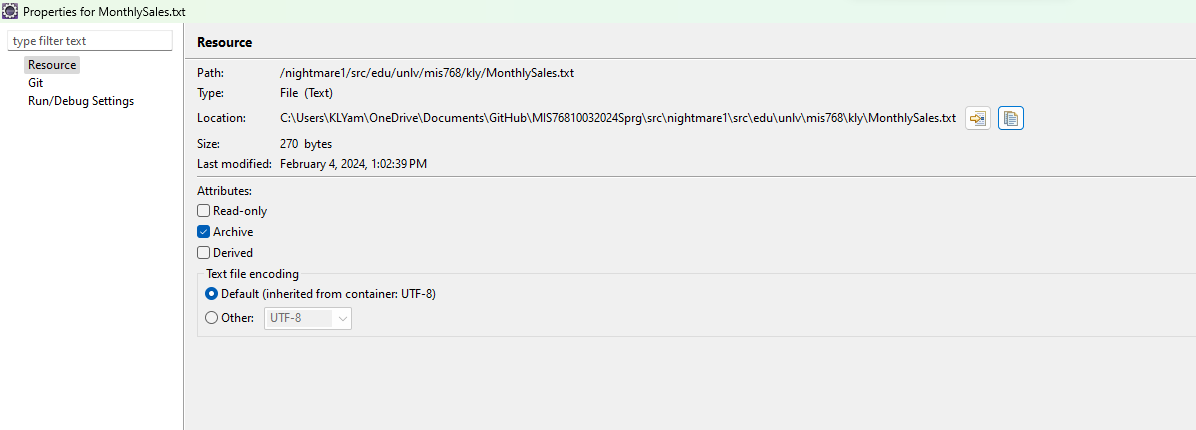 Properties for MonthlySales.txt
type filter text
Resource
Git
Run/Debug Settings
Resource
Path: /nightmare1/src/edu/unlv/mis768/kly/MonthlySales.txt
Type: File (Text)
Location: C:\Users\KLYam\OneDrive\Documents\GitHub\MIS76810032024Sprg\src\nightmare1\src\edu\unlv\mis768\kly\MonthlySales.txt
Size: 270 bytes
Last modified: February 4, 2024, 1:02:39 PM
Attributes:
Read-only
Archive
Derived
Text file encoding
Default (inherited from container: UTF-8)
Other: UTF-8